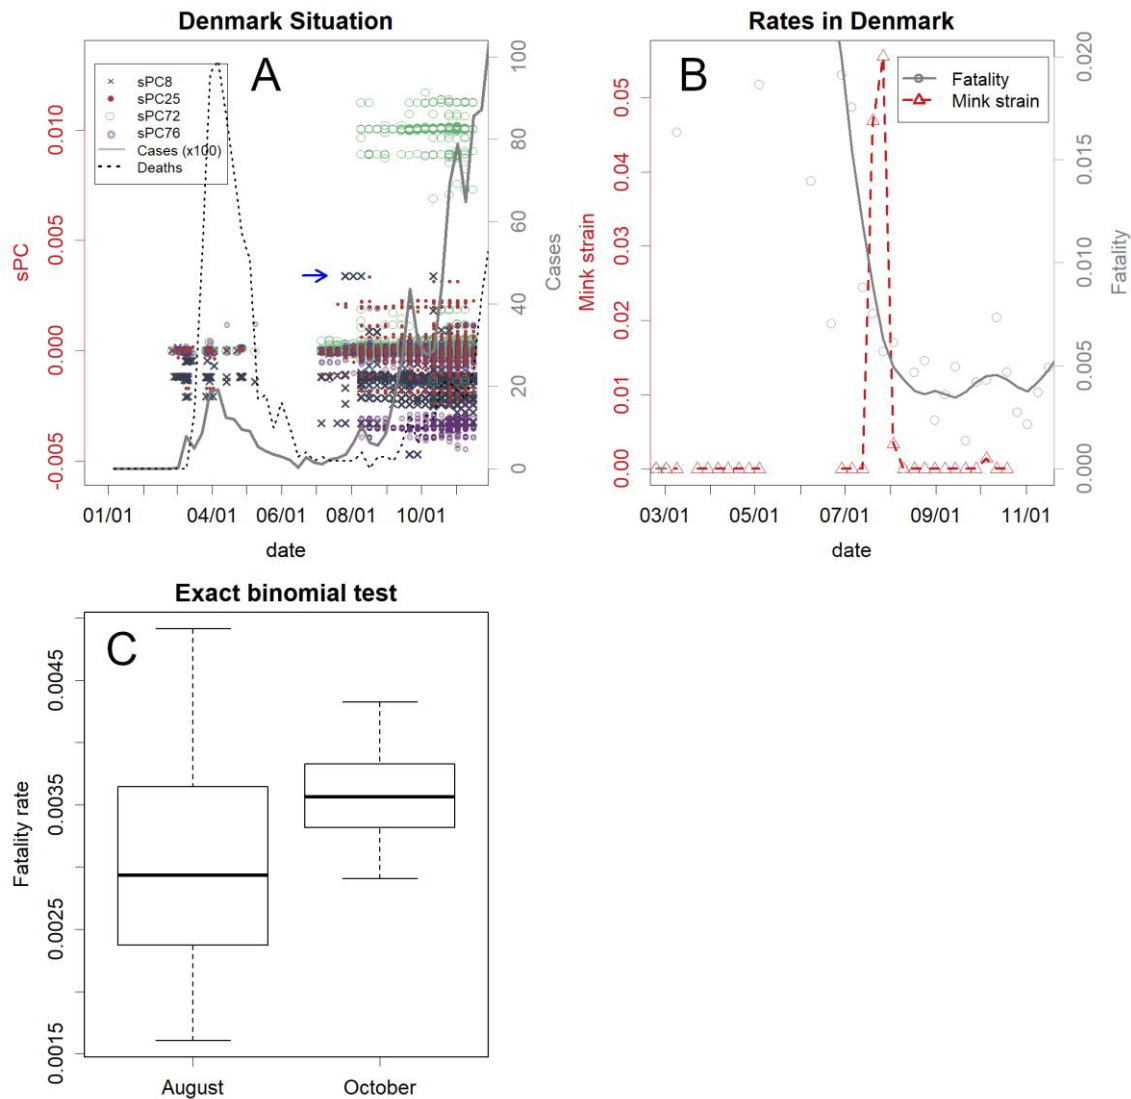 Denmark Situation
A
sPC8
sPC25
sPC72
sPC76
Cases (x100)
Deaths
0.010
0.005
0.000
-0.005
sPC
100
80
60
40
20
0
Cases
01/01 04/01 06/01 08/01 10/01
date
Rates in Denmark
B
Fatality
Mink strain
0.05
0.04
0.03
0.02
0.01
0.00
Mink strain
0.020
0.015
0.010
0.005
0.000
Fatality
03/01 05/01 07/01 09/01 11/01
date
Exact binomial test
C
0.0045
0.0035
0.0025
0.0015
Fatality rate
August October